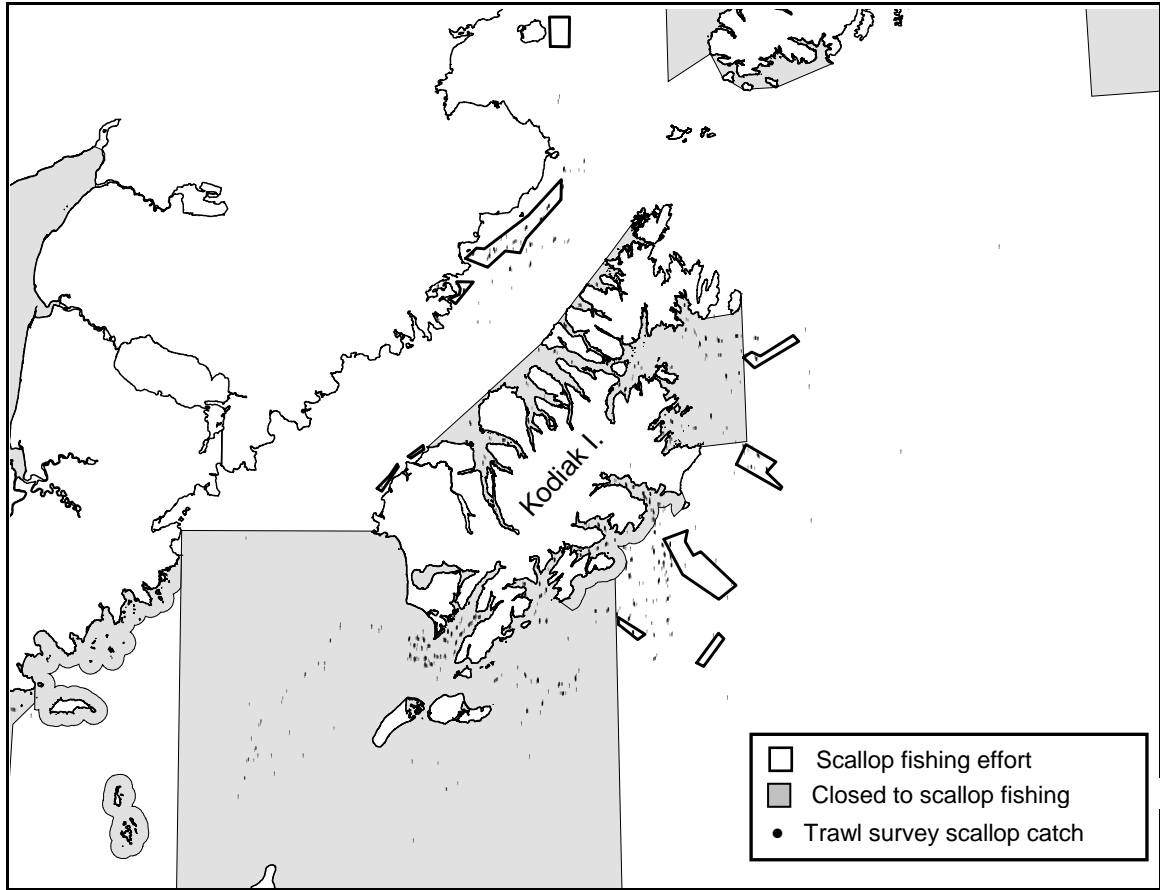 Kodiak I.
Scallop fishing effort
Closed to scallop fishing
Trawl survey scallop catch